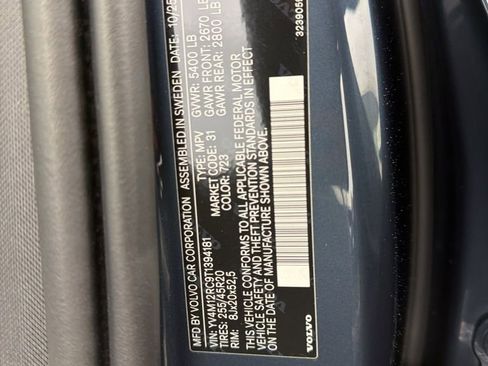 MFD BY VOLVO CAR CORPORATION ASSEMBLED IN SWEDEN DATE: 10/25
GVWR: 5400 LB
GAWR FRONT: 2670 LB
GAWR REAR: 2800 LB
VIN: YV4M12RC9T1394181 TYPE: MPV
TIRES: 255/45R20 MARKET CODE: 31
RIM: 8Jx20x52,5 COLOR: 723
THIS VEHICLE CONFORMS TO ALL APPLICABLE FEDERAL MOTOR
VEHICLE SAFETY AND THEFT PREVENTION STANDARDS IN EFFECT
ON THE DATE OF MANUFACTURE SHOWN ABOVE.
VOLVO